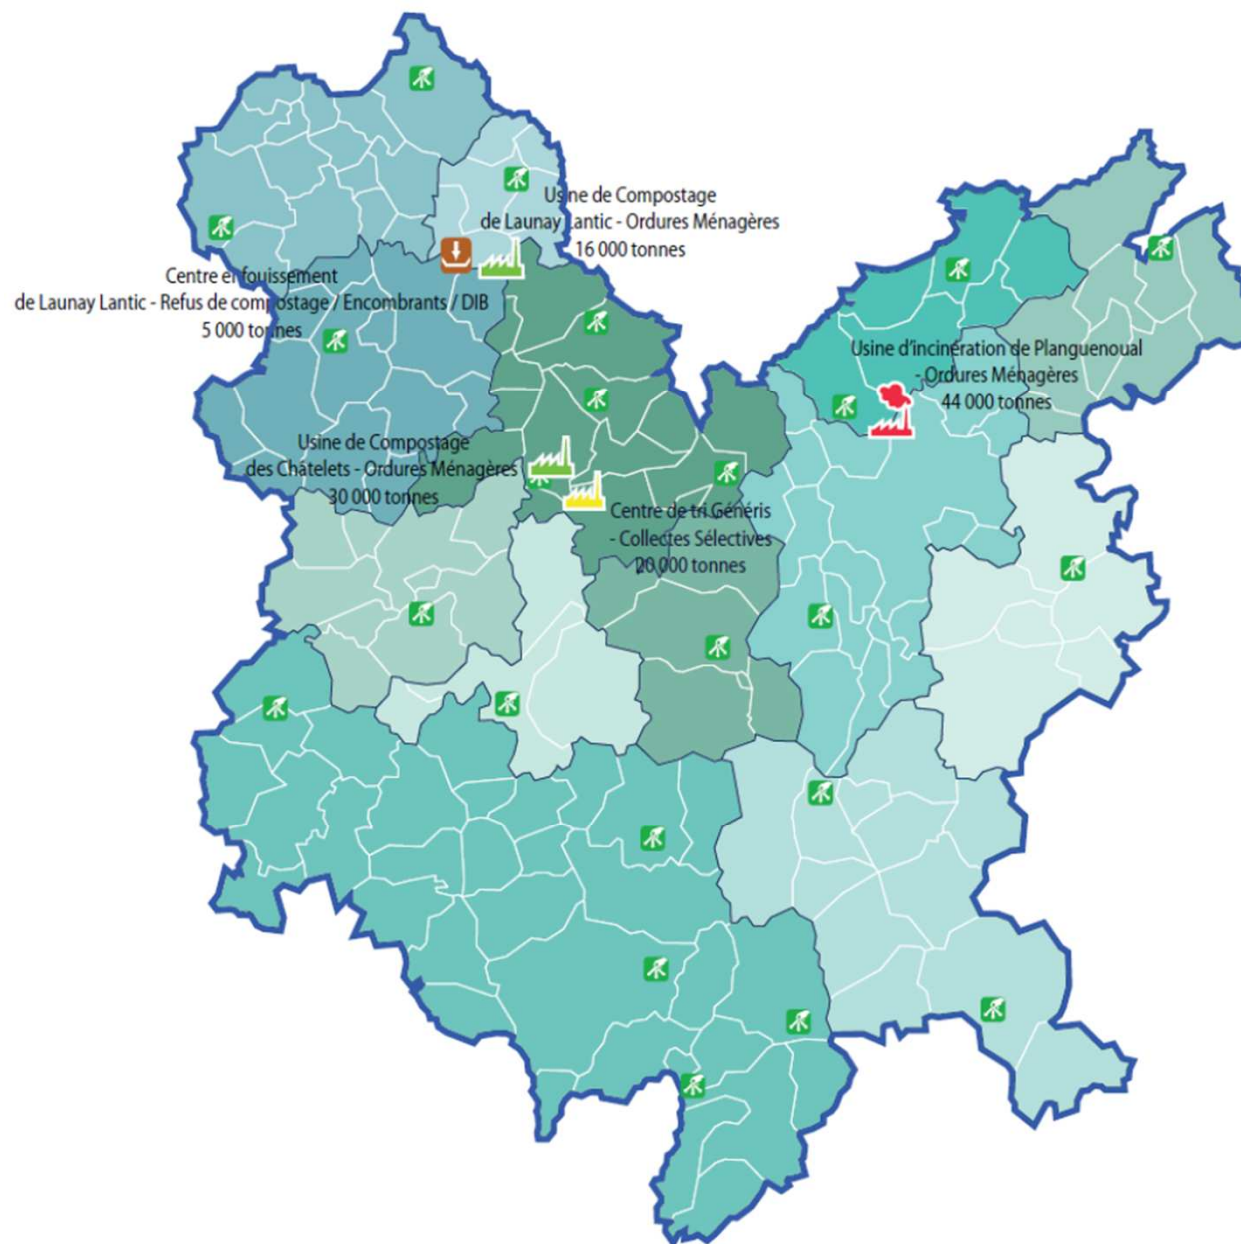 Usine de Compostage
de Launay Lantic - Ordures Ménagères
16 000 tonnes
Centre enfouissement
de Launay Lantic - Refus de compostage / Encombrants / DIB
5 000 tonnes
Usine d'incinération de Planguenoual
- Ordures Ménagères
44 000 tonnes
Usine de Compostage
des Châtelets - Ordures Ménagères
30 000 tonnes
Centre de tri Généris
- Collectes Sélectives
20 000 tonnes